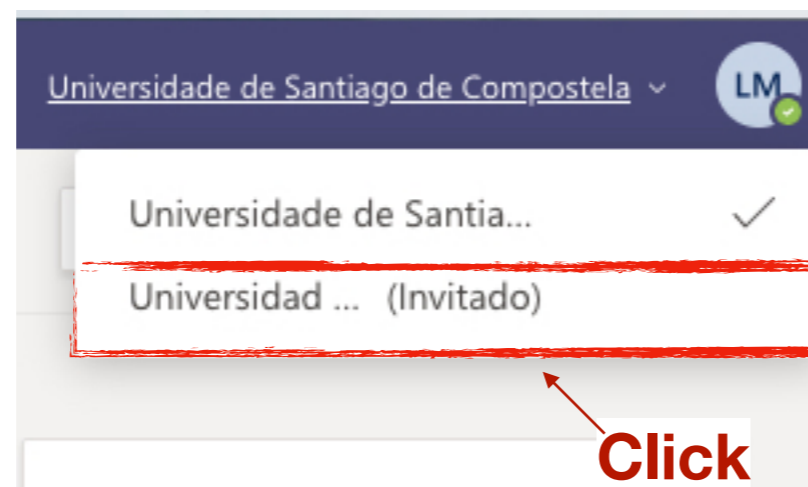 Universidade de Santiago de Compostela
LM
Universidade de Santia...
Universidad ... (Invitado)
Click